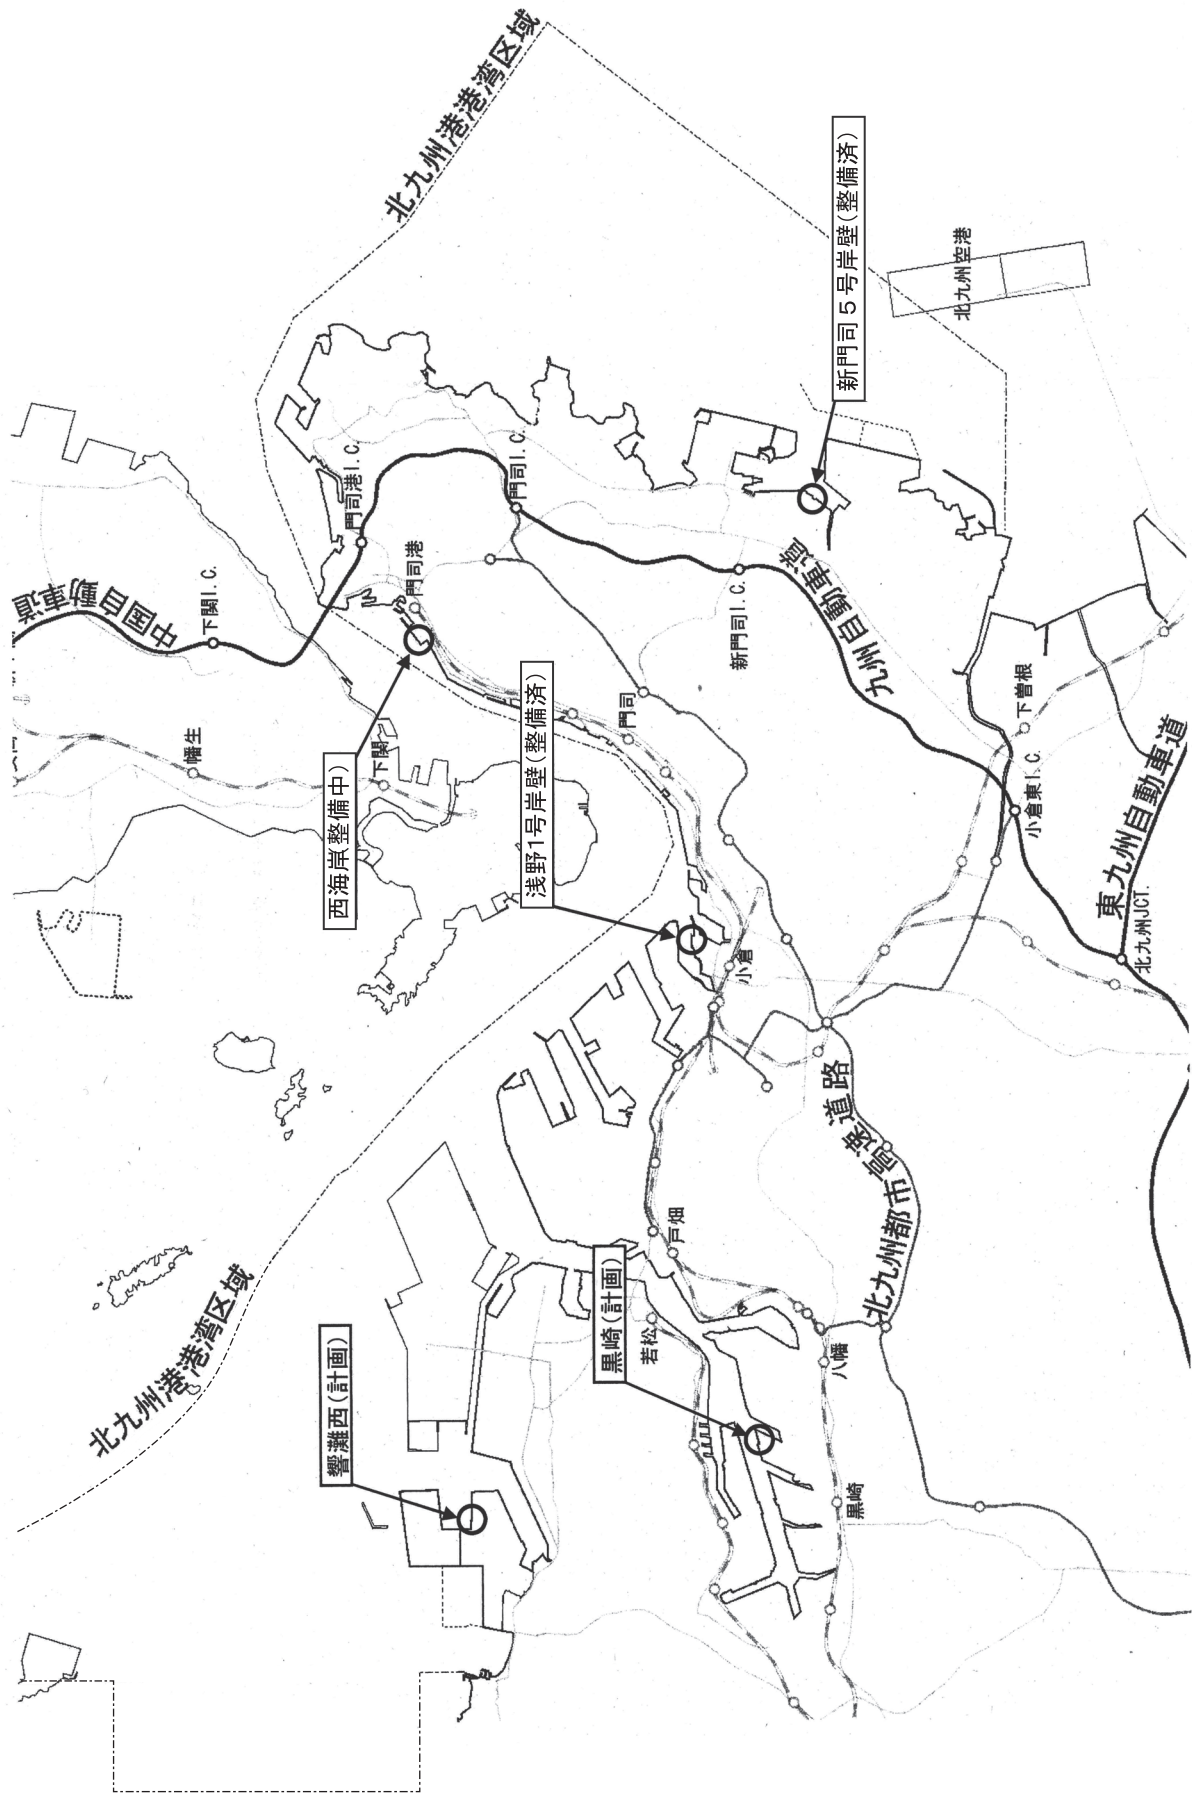 北九州港港湾区域
北九州港港湾区域
響灘西(計画)
黒崎(計画)
西海岸(整備中)
浅野1号岸壁(整備済)
新門司5号岸壁(整備済)
中国自動車道
下関I.C.
幡生
下関
門司港I.C.
門司港
門司I.C.
門司
新門司I.C.
九州自動車道
北九州空港
下曽根
小倉東I.C.
小倉
東九州自動車道
北九州JCT.
北九州都市高速道路
戸畑
若松
八幡
黒崎